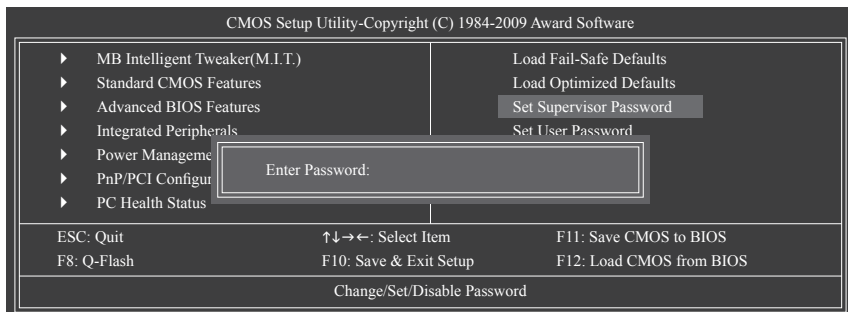 CMOS Setup Utility-Copyright (C) 1984-2009 Award Software
MB Intelligent Tweaker(M.I.T.)
Standard CMOS Features
Advanced BIOS Features
Integrated Peripherals
Power Manageme
PnP/PCI Configur
PC Health Status
Load Fail-Safe Defaults
Load Optimized Defaults
Set Supervisor Password
Set User Password
Enter Password:
ESC: Quit
↑↓→←: Select Item
F11: Save CMOS to BIOS
F8: Q-Flash
F10: Save & Exit Setup
F12: Load CMOS from BIOS
Change/Set/Disable Password